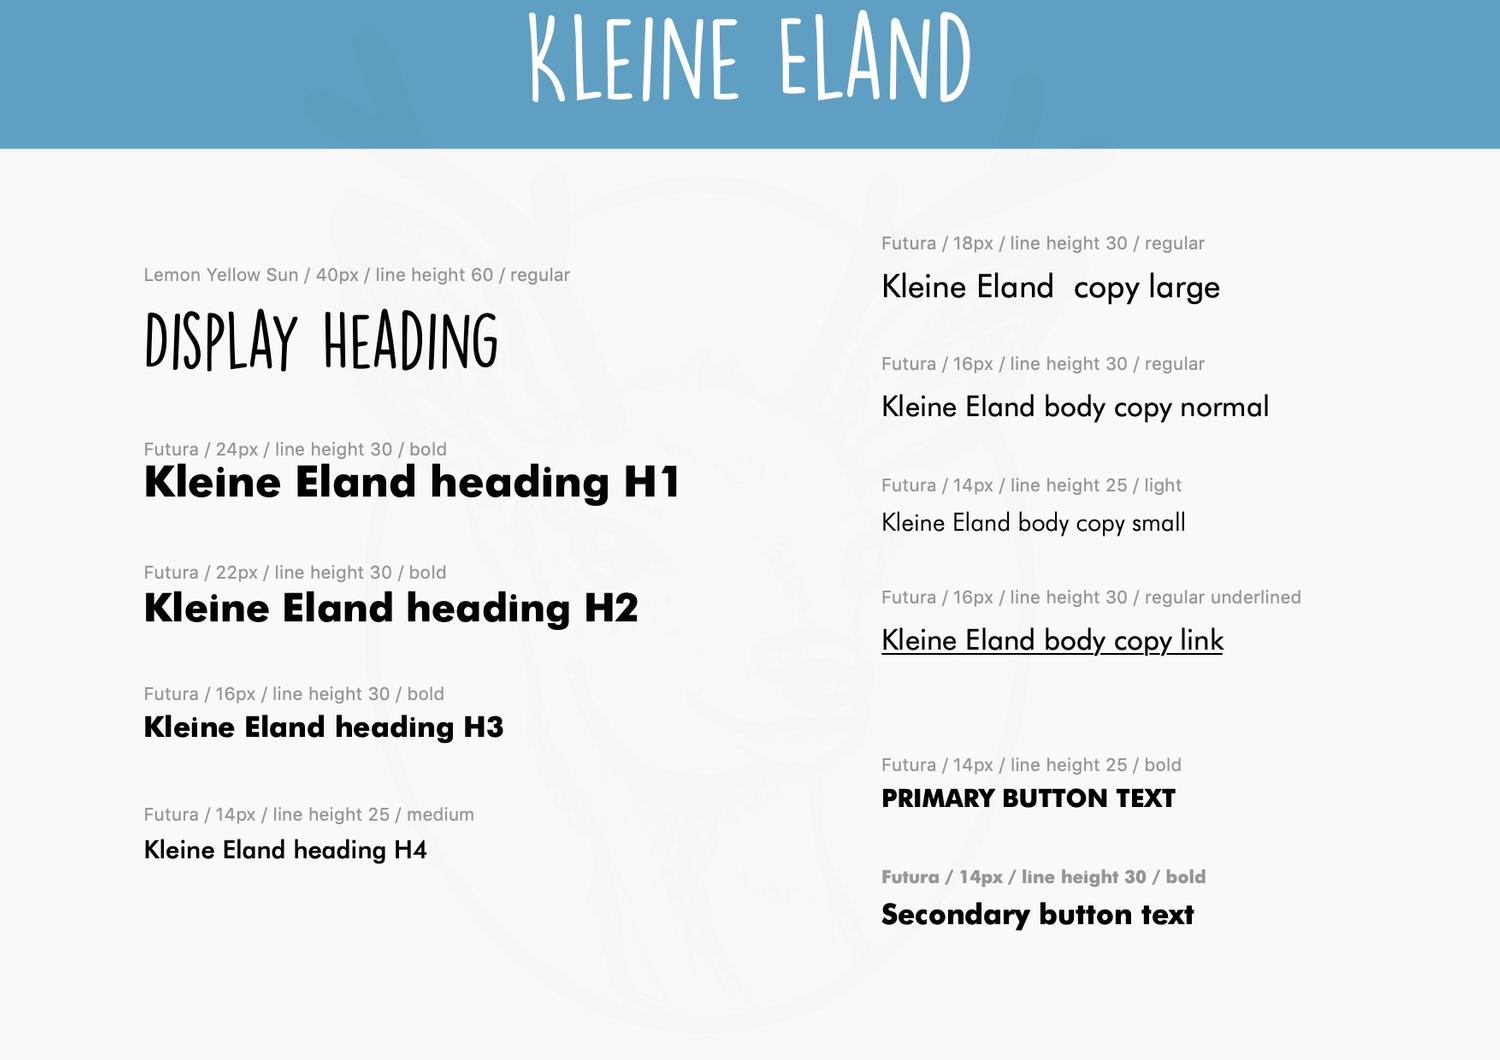 KLEINE ELAND
Lemon Yellow Sun / 40px / line height 60 / regular
DISPLAY HEADING
Futura / 24px / line height 30 / bold
Kleine Eland heading H1
Futura / 22px / line height 30 / bold
Kleine Eland heading H2
Futura / 16px / line height 30 / bold
Kleine Eland heading H3
Futura / 14px / line height 25 / medium
Kleine Eland heading H4
Futura / 18px / line height 30 / regular
Kleine Eland  copy large
Futura / 16px / line height 30 / regular
Kleine Eland body copy normal
Futura / 14px / line height 25 / light
Kleine Eland body copy small
Futura / 16px / line height 30 / regular underlined
Kleine Eland body copy link
Futura / 14px / line height 25 / bold
PRIMARY BUTTON TEXT
Futura / 14px / line height 30 / bold
Secondary button text